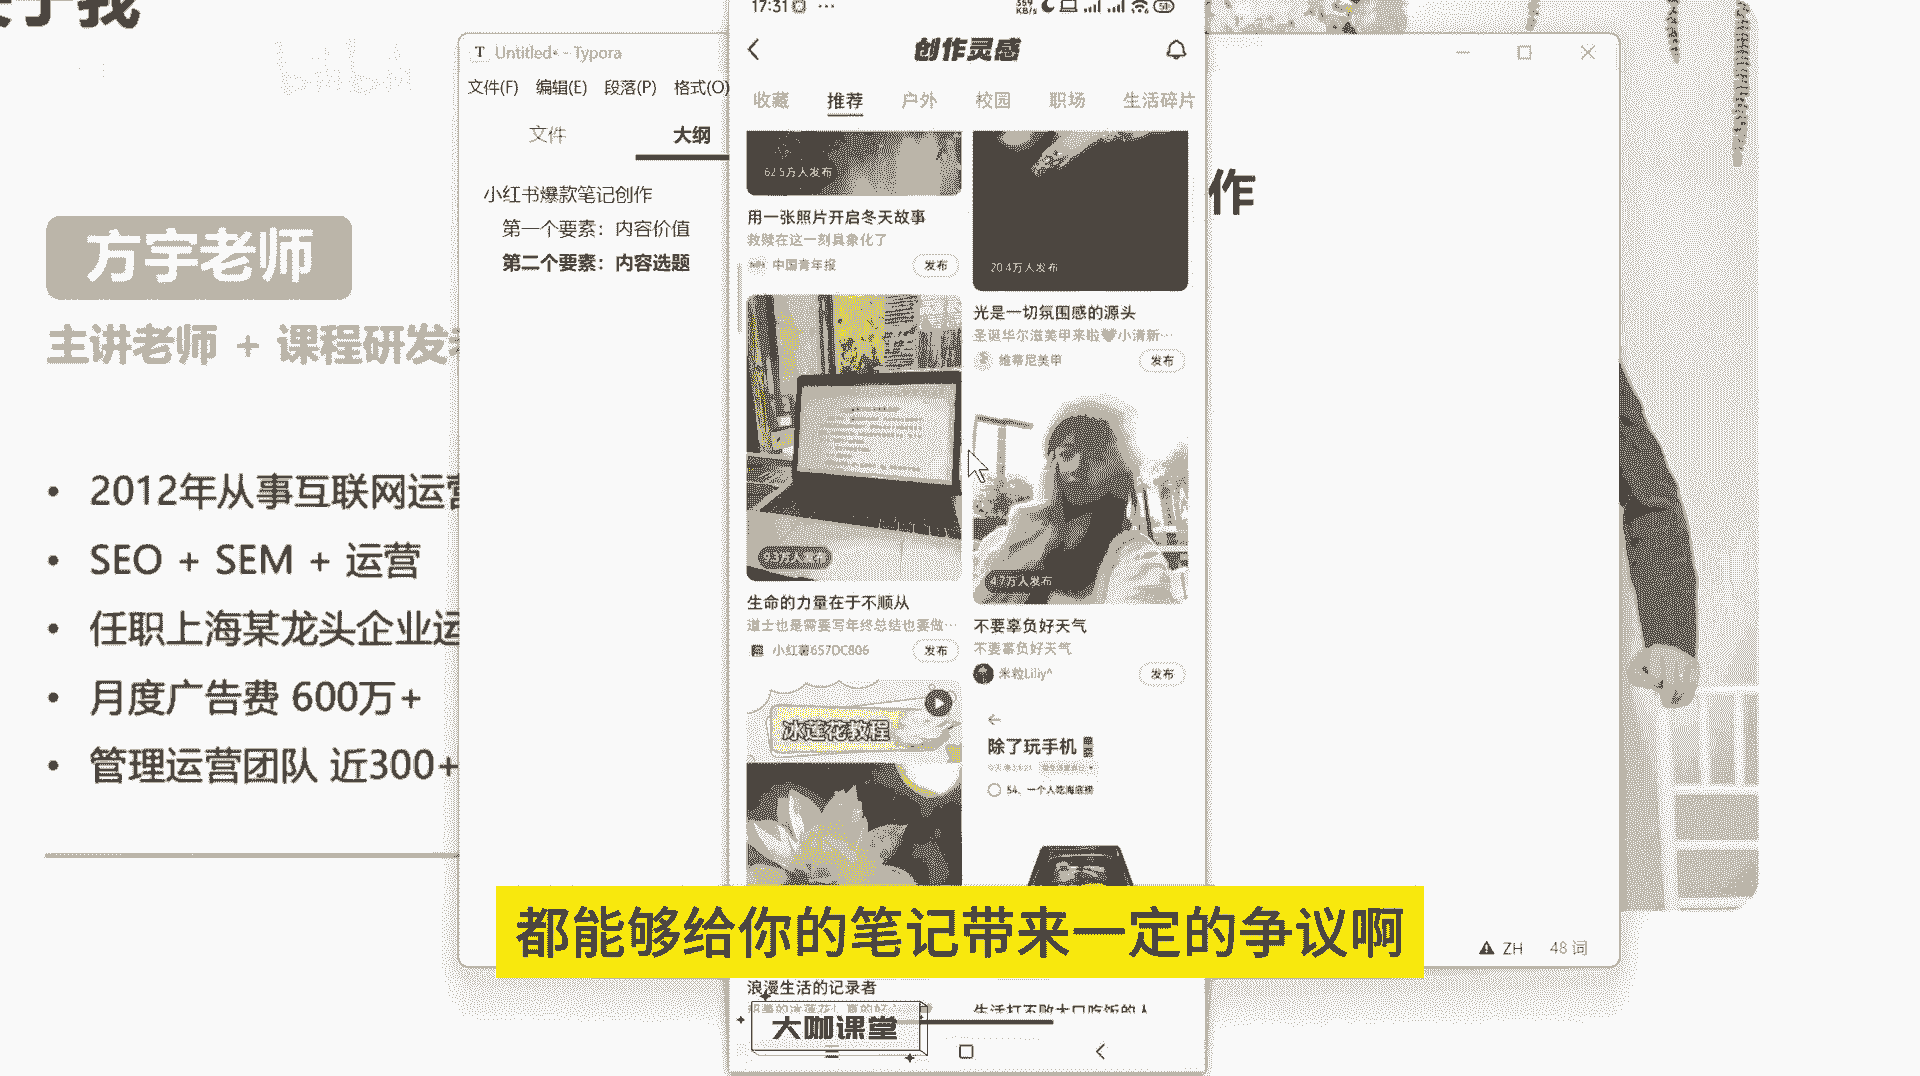 关于我
方宇老师
主讲老师 + 课程研发
• 2012年从事互联网运营
• SEO + SEM + 运营
• 任职上海某龙头企业运
• 月度广告费 600万+
• 管理运营团队 近300+
T Untitled• - Typora
文件(F) 编辑(E) 段落(P) 格式(O)
文件 大纲
小红书爆款笔记创作
第一个要素：内容价值
第二个要素：内容选题
作
ZH 48 词
17:31 ···
创作灵感
收藏 推荐 户外 校园 职场 生活碎片
62.5万人发布
用一张照片开启冬天故事
救赎在这一刻具象化了
中国青年报 发布
20.4万人发布
光是一切氛围感的源头
圣诞华尔滋美甲来啦🖤小清新…
维蒂尼美甲 发布
9.3万人发布
生命的力量在于不顺从
道士也是需要写年终总结也要做…
小红薯657DC806 发布
4.7万人发布
不要辜负好天气
不要辜负好天气
米粒Liliy^ 发布
冰莲花教程
除了玩手机
54、一个人吃海底捞
都能够给你的笔记带来一定的争议啊
浪漫生活的记录者
生活打不败大口吃饭的人
大咖课堂